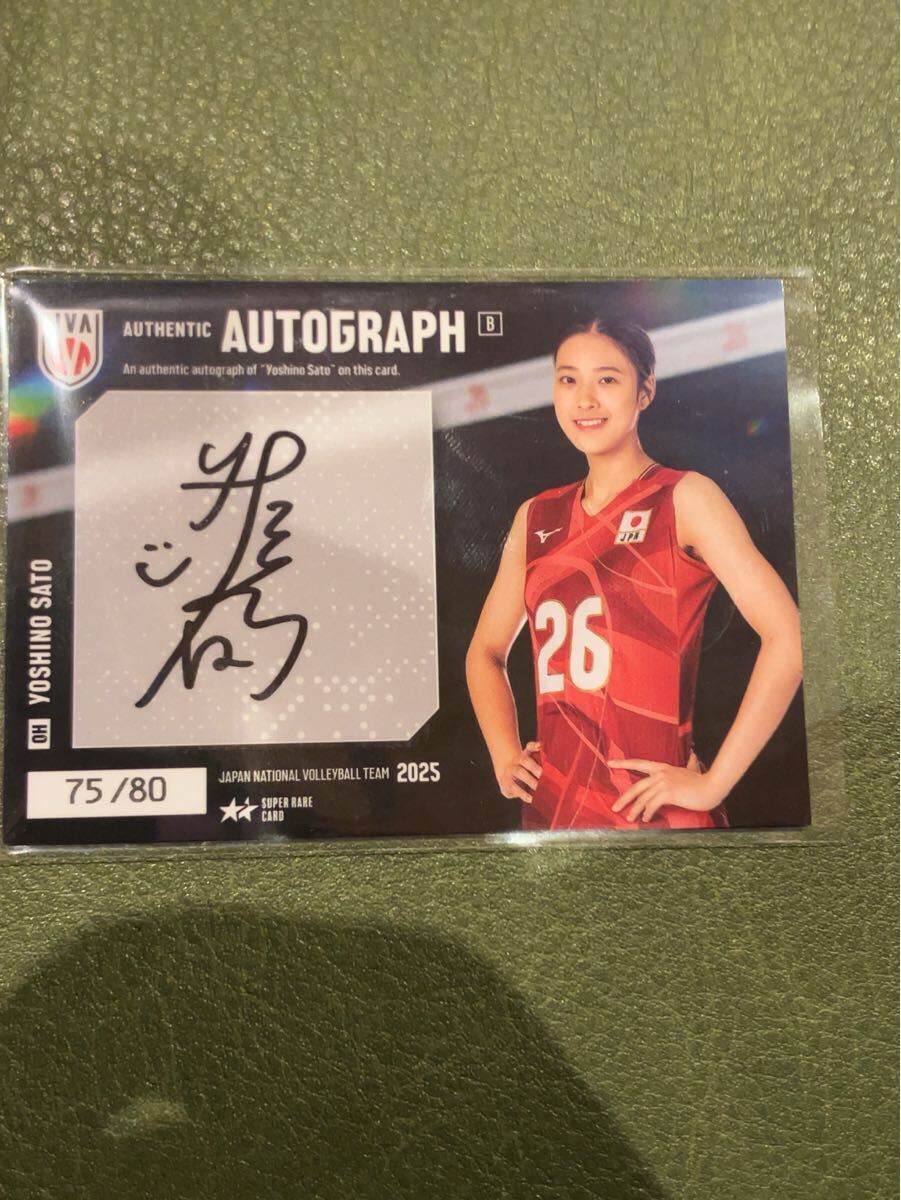 JVA
AUTHENTIC AUTOGRAPH B
An authentic autograph of "Yoshino Sato" on this card.
OH YOSHINO SATO
75/80
JAPAN NATIONAL VOLLEYBALL TEAM 2025
SUPER RARE
CARD
JPN
26